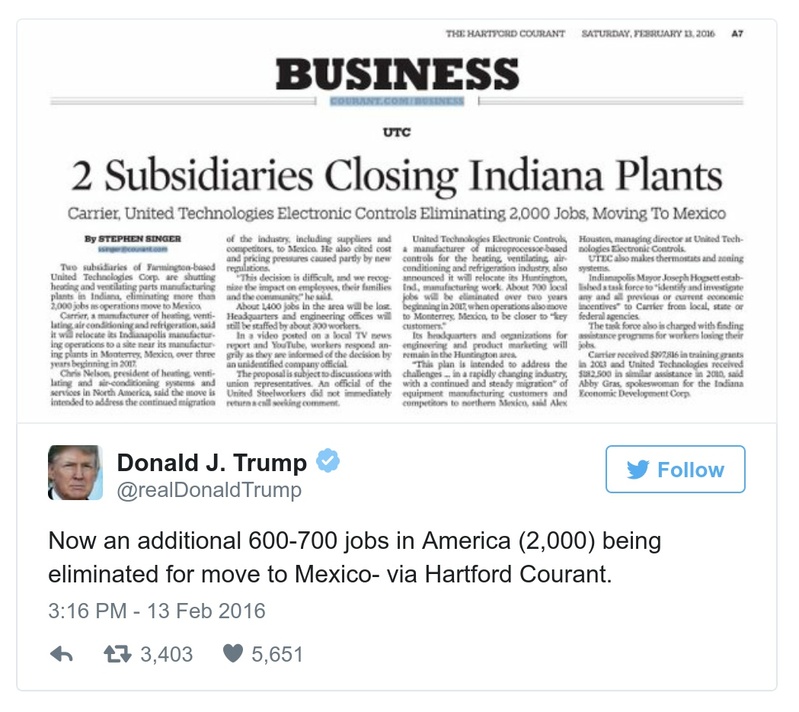 THE HARTFORD COURANT SATURDAY, FEBRUARY 13, 2016 A7
BUSINESS
COURANT.COM/BUSINESS
UTC
2 Subsidiaries Closing Indiana Plants
Carrier, United Technologies Electronic Controls Eliminating 2,000 Jobs, Moving To Mexico
By STEPHEN SINGER
ssinger@courant.com
Two subsidiaries of Farmington-based
United Technologies Corp. are shutting
heating and ventilating parts manufacturing
plants in Indiana, eliminating more than
2,000 jobs as operations move to Mexico.
Carrier, a manufacturer of heating, venti-
lating, air conditioning and refrigeration, said
it will relocate its Indianapolis manufactur-
ing operations to a site near its manufactur-
ing plants in Monterrey, Mexico, over three
years beginning in 2017.
Chris Nelson, president of heating, venti-
lating and air-conditioning systems and
services in North America, said the move is
intended to address the continued migration
of the industry, including suppliers and
competitors, to Mexico. He also cited cost
and pricing pressures caused partly by new
regulations.
"This decision is difficult, and we recog-
nize the impact on employees, their families
and the community," he said.
About 1,400 jobs in the area will be lost.
Headquarters and engineering offices will
still be staffed by about 300 workers.
In a video posted on a local TV news
report and YouTube, workers respond an-
grily as they are informed of the decision by
an unidentified company official.
The proposal is subject to discussions with
union representatives. An official of the
United Steelworkers did not immediately
return a call seeking comment.
United Technologies Electronic Controls,
a manufacturer of microprocessor-based
controls for the heating, ventilating, air-
conditioning and refrigeration industry, also
announced it will relocate its Huntington,
Ind., manufacturing work. About 700 local
jobs will be eliminated over two years
beginning in 2017, when operations also move
to Monterrey, Mexico, to be closer to "key
customers."
Its headquarters and organizations for
engineering and product marketing will
remain in the Huntington area.
"This plan is intended to address the
challenges ... in a rapidly changing industry,
with a continued and steady migration" of
equipment manufacturing customers and
competitors to northern Mexico, said Alex
Housten, managing director at United Tech-
nologies Electronic Controls.
UTEC also makes thermostats and zoning
systems.
Indianapolis Mayor Joseph Hogsett estab-
lished a task force to "identify and investigate
any and all previous or current economic
incentives" to Carrier from local, state or
federal agencies.
The task force also is charged with finding
assistance programs for workers losing their
jobs.
Carrier received $197,816 in training grants
in 2013 and United Technologies received
$182,500 in similar assistance in 2010, said
Abby Gras, spokeswoman for the Indiana
Economic Development Corp.
Donald J. Trump
@realDonaldTrump
Follow
Now an additional 600-700 jobs in America (2,000) being
eliminated for move to Mexico- via Hartford Courant.
3:16 PM - 13 Feb 2016
3,403 5,651